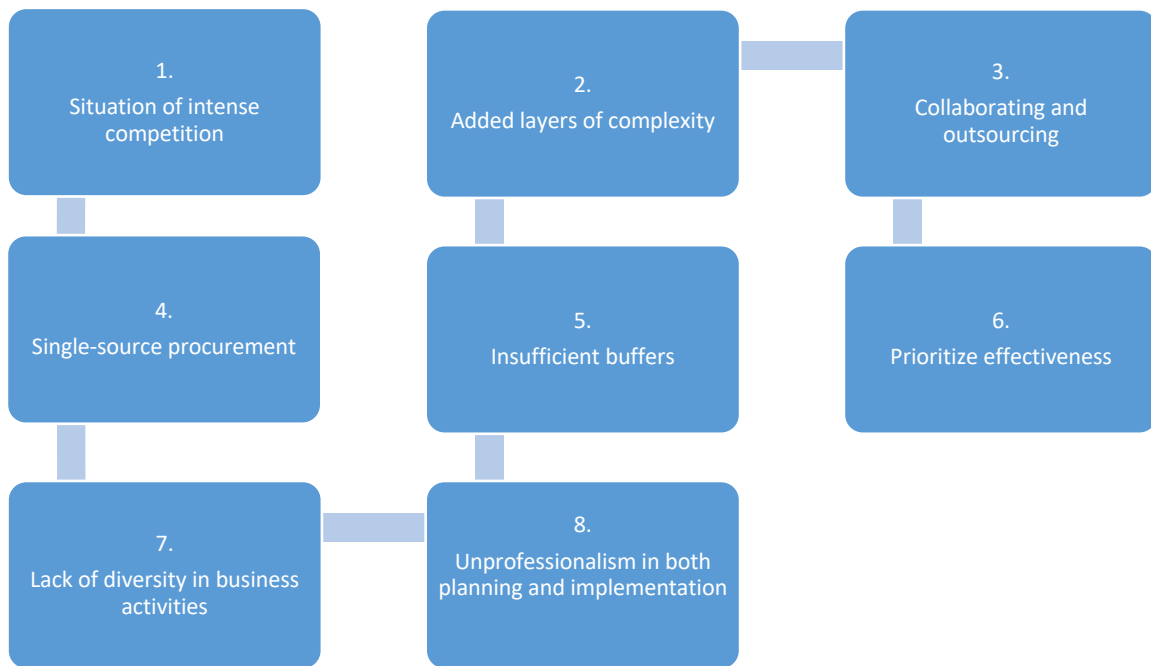 1.
Situation of intense
competition
2.
Added layers of complexity
3.
Collaborating and
outsourcing
4.
Single-source procurement
5.
Insufficient buffers
6.
Prioritize effectiveness
7.
Lack of diversity in business
activities
8.
Unprofessionalism in both
planning and implementation